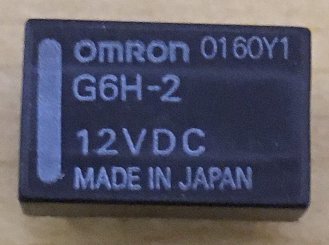 omron 0160Y1
G6H-2
12VDC
MADE IN JAPAN